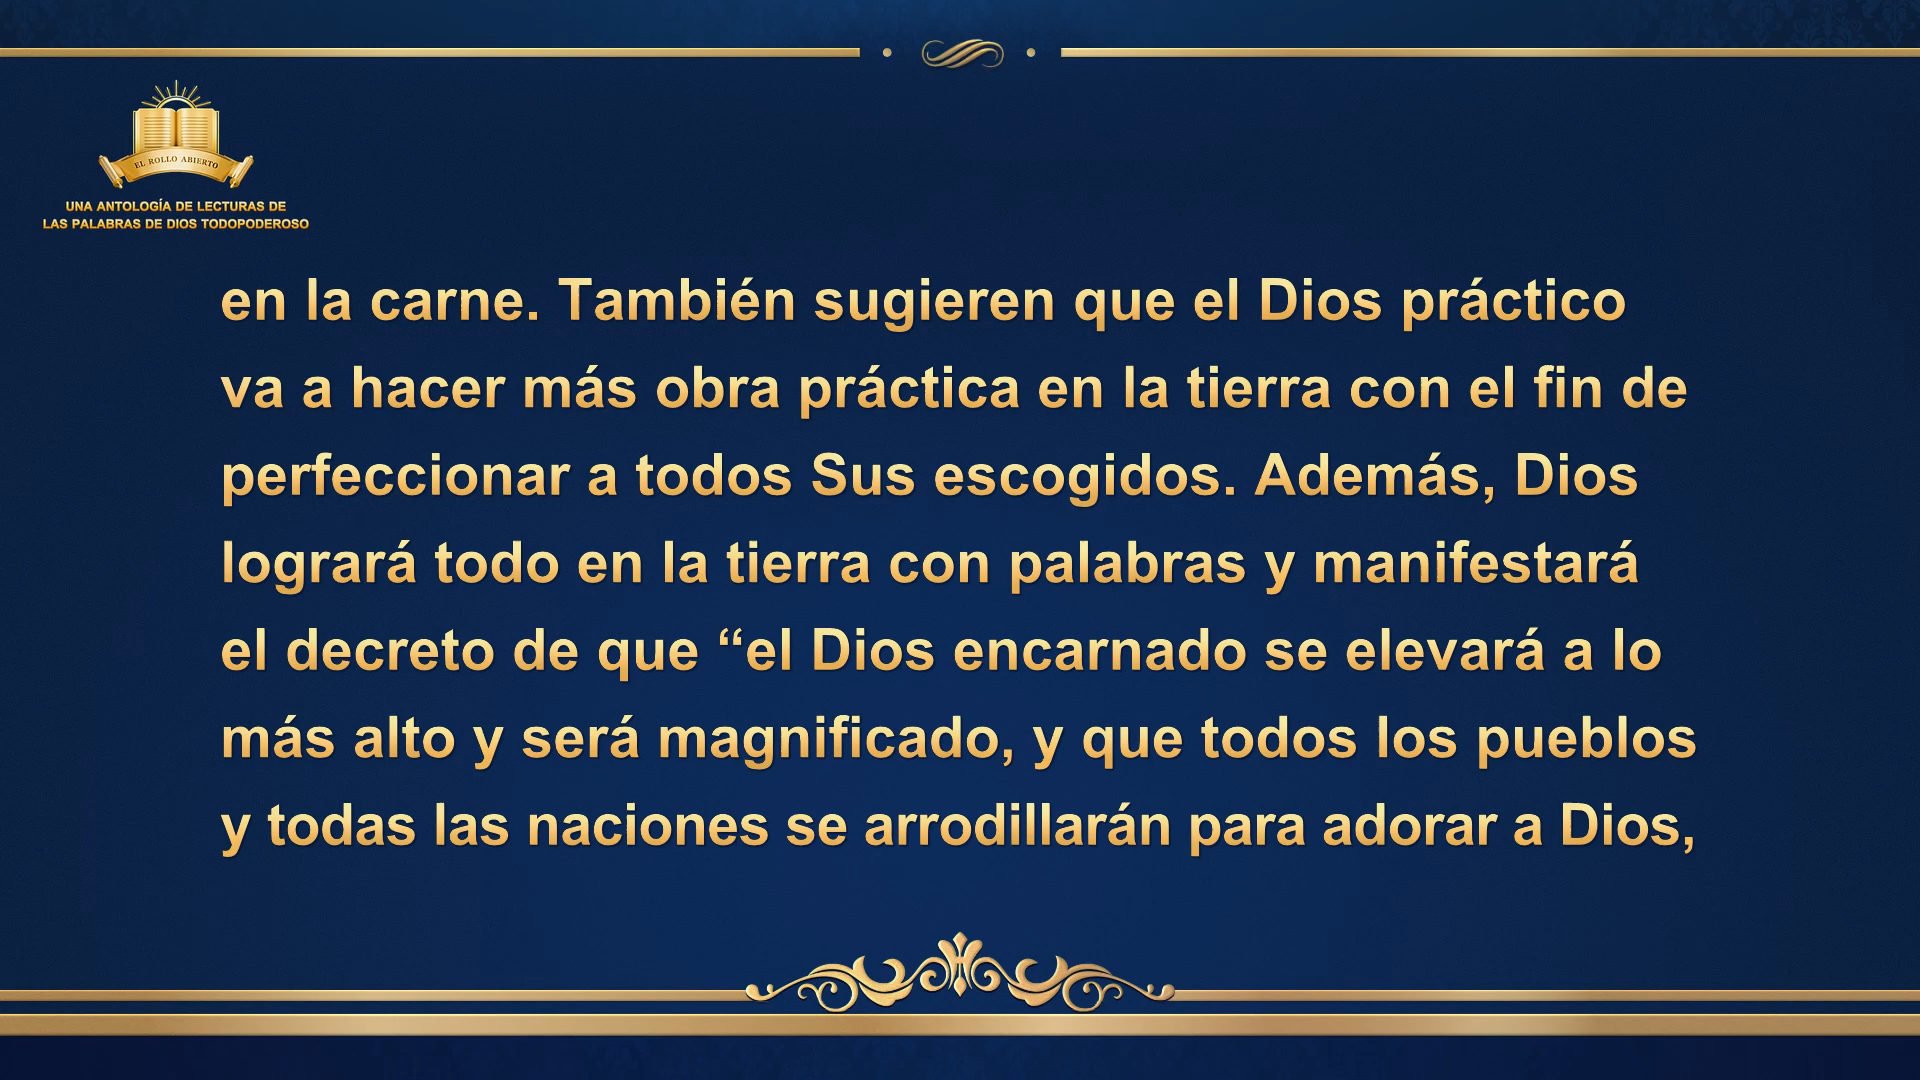 EL ROLLO ABIERTO
UNA ANTOLOGÍA DE LECTURAS DE
LAS PALABRAS DE DIOS TODOPODEROSO
en la carne. También sugieren que el Dios práctico
va a hacer más obra práctica en la tierra con el fin de
perfeccionar a todos Sus escogidos. Además, Dios
logrará todo en la tierra con palabras y manifestará
el decreto de que “el Dios encarnado se elevará a lo
más alto y será magnificado, y que todos los pueblos
y todas las naciones se arrodillarán para adorar a Dios,